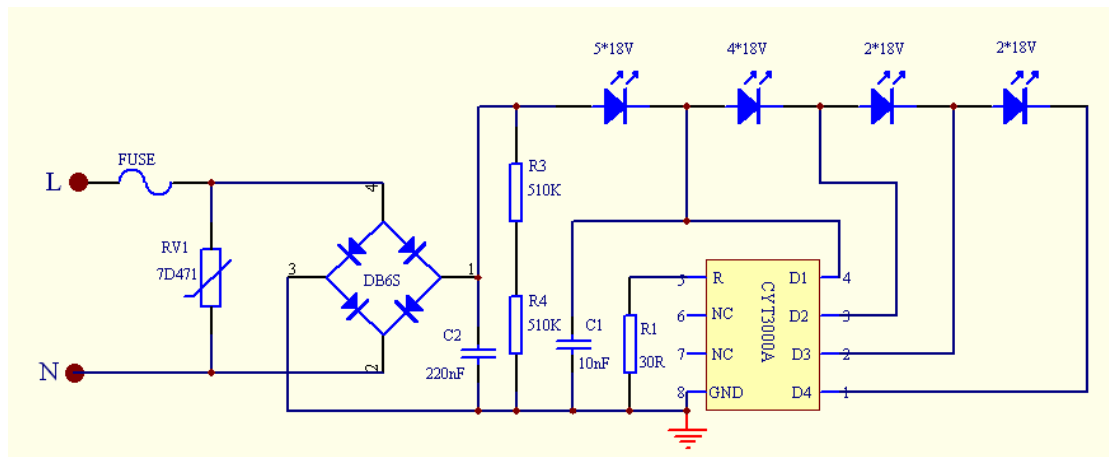 5*18V 4*18V 2*18V 2*18V
FUSE
L
R3
510K
4
RV1
7D471
3
DB6S
1
R4
510K
C2
220nF
C1
10nF
R1
30R
N
2
5 R D1 4
6 NC D2 3
7 NC D3 2
8 GND D4 1
CYT3000A